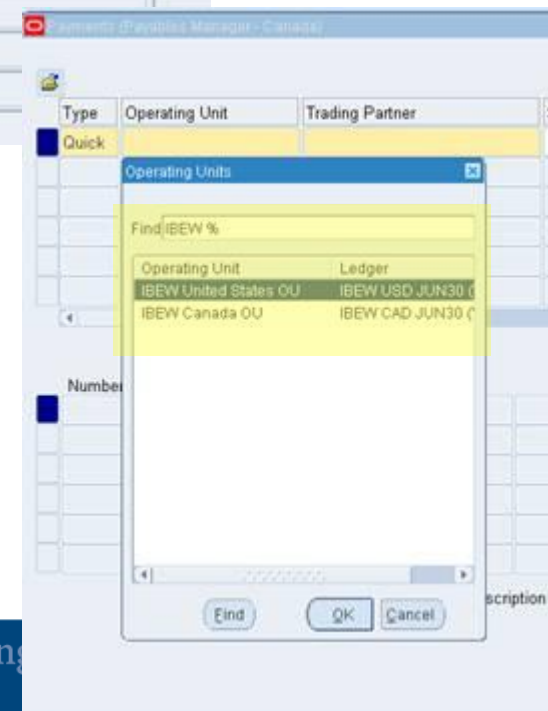 Payments (Payables Manager - Canada)
Type Operating Unit Trading Partner
Quick
Operating Units
Find IBEW %
Operating Unit Ledger
IBEW United States OU IBEW USD JUN30 (
IBEW Canada OU IBEW CAD JUN30 (
Number
scription
Find OK Cancel